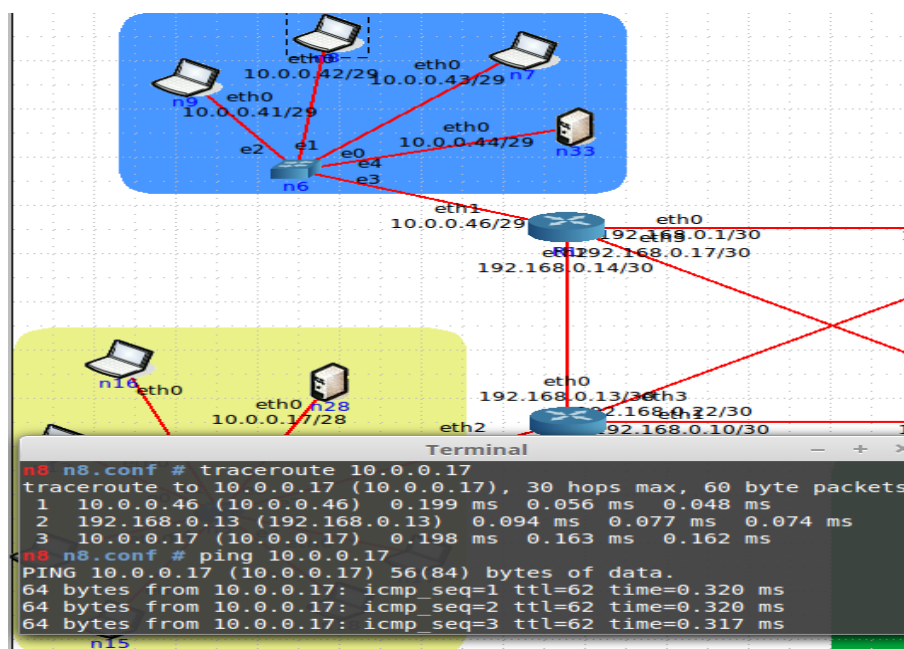 eth0
10.0.0.42/29
eth0
10.0.0.43/29
n7
n9
eth0
10.0.0.41/29
eth0
10.0.0.44/29
n33
e2
e1
e0
e4
e3
n6
eth1
10.0.0.46/29
eth0
192.168.0.1/30
192.168.0.17/30
192.168.0.14/30
n16
eth0
eth0
n28
10.0.0.17/28
eth0
192.168.0.13/30
eth3
192.168.0.10/30
eth2
Terminal
n8 n8.conf # traceroute 10.0.0.17
traceroute to 10.0.0.17 (10.0.0.17), 30 hops max, 60 byte packets
1 10.0.0.46 (10.0.0.46) 0.199 ms 0.056 ms 0.048 ms
2 192.168.0.13 (192.168.0.13) 0.094 ms 0.077 ms 0.074 ms
3 10.0.0.17 (10.0.0.17) 0.198 ms 0.163 ms 0.162 ms
n8 n8.conf # ping 10.0.0.17
PING 10.0.0.17 (10.0.0.17) 56(84) bytes of data.
64 bytes from 10.0.0.17: icmp_seq=1 ttl=62 time=0.320 ms
64 bytes from 10.0.0.17: icmp_seq=2 ttl=62 time=0.320 ms
64 bytes from 10.0.0.17: icmp_seq=3 ttl=62 time=0.317 ms
n15